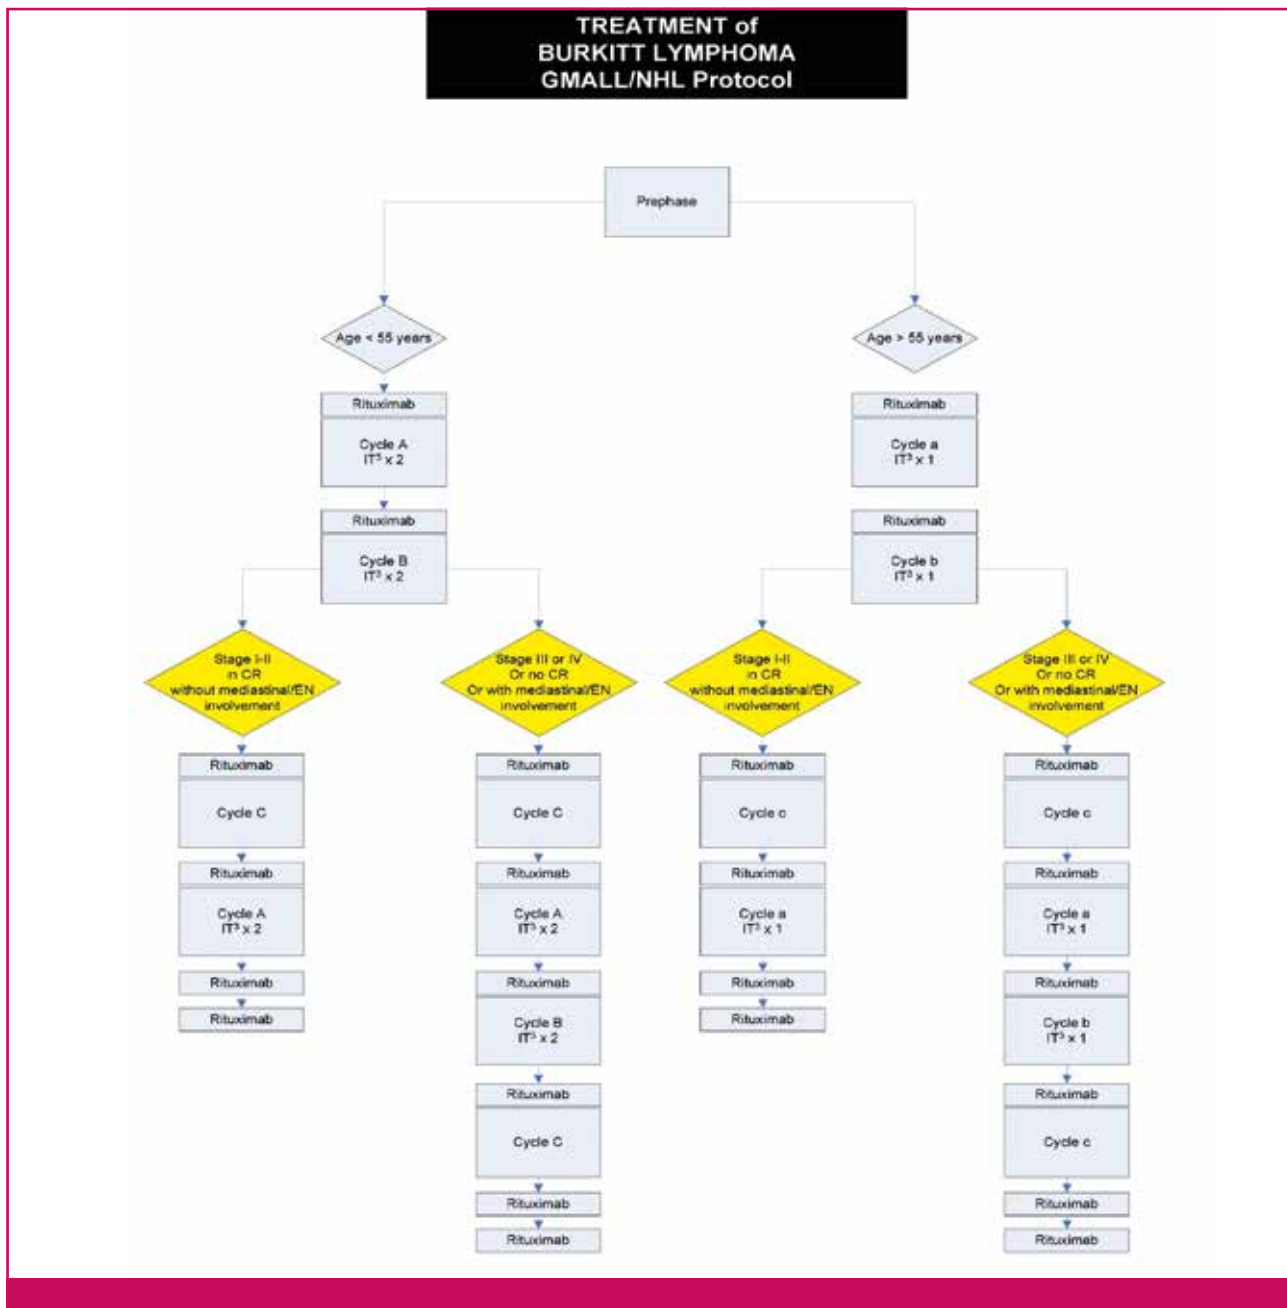 TREATMENT of
BURKITT LYMPHOMA
GMALL/NHL Protocol
Prephase
Age < 55 years
Rituximab
Cycle A
IT³ x 2
Rituximab
Cycle B
IT³ x 2
Stage I-II
in CR
without mediastinal/EN
involvement
Rituximab
Cycle C
Rituximab
Cycle A
IT³ x 2
Rituximab
Rituximab
Stage III or IV
Or no CR
Or with mediastinal/EN
involvement
Rituximab
Cycle C
Rituximab
Cycle A
IT³ x 2
Rituximab
Cycle B
IT³ x 2
Rituximab
Cycle C
Rituximab
Rituximab
Age > 55 years
Rituximab
Cycle a
IT³ x 1
Rituximab
Cycle b
IT³ x 1
Stage I-II
in CR
without mediastinal/EN
involvement
Rituximab
Cycle c
Rituximab
Cycle a
IT³ x 1
Rituximab
Rituximab
Stage III or IV
Or no CR
Or with mediastinal/EN
involvement
Rituximab
Cycle c
Rituximab
Cycle a
IT³ x 1
Rituximab
Cycle b
IT³ x 1
Rituximab
Cycle c
Rituximab
Rituximab